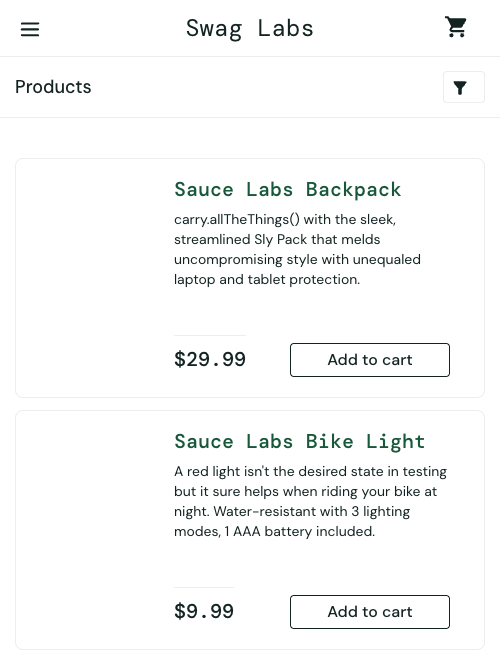 Swag Labs
Products
Sauce Labs Backpack
carry.allTheThings() with the sleek,
streamlined Sly Pack that melds
uncompromising style with unequaled
laptop and tablet protection.
$29.99
Add to cart
Sauce Labs Bike Light
A red light isn't the desired state in testing
but it sure helps when riding your bike at
night. Water-resistant with 3 lighting
modes, 1 AAA battery included.
$9.99
Add to cart